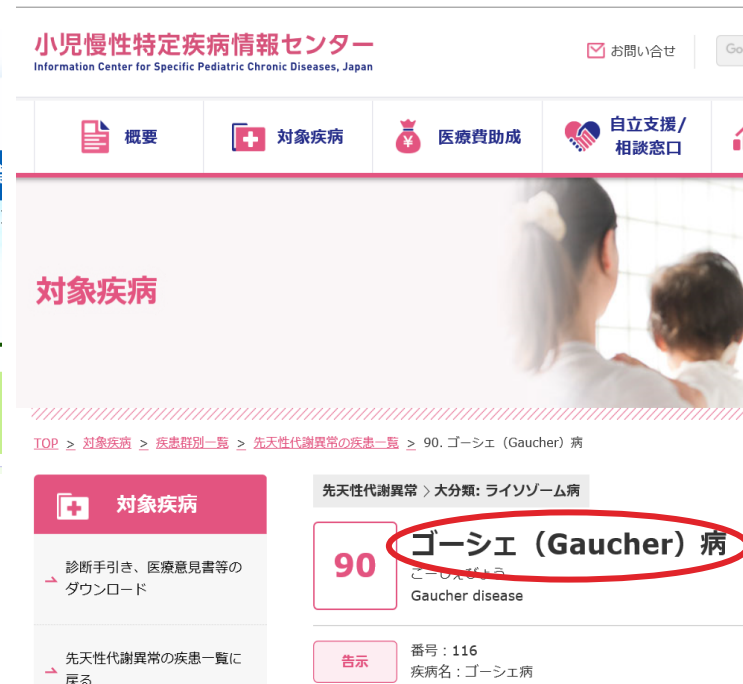 小児慢性特定疾病情報センター
Information Center for Specific Pediatric Chronic Diseases, Japan
お問い合せ
Go
概要
対象疾病
医療費助成
自立支援/
相談窓口
対象疾病
TOP > 対象疾病 > 疾患群別一覧 > 先天性代謝異常の疾患一覧 > 90. ゴーシェ（Gaucher）病
対象疾病
診断手引き、医療意見書等の
ダウンロード
先天性代謝異常の疾患一覧に
戻る
先天性代謝異常 〉大分類: ライソゾーム病
90
ゴーシェ（Gaucher）病
ごーしぇびょう
Gaucher disease
告示
番号：116
疾病名：ゴーシェ病